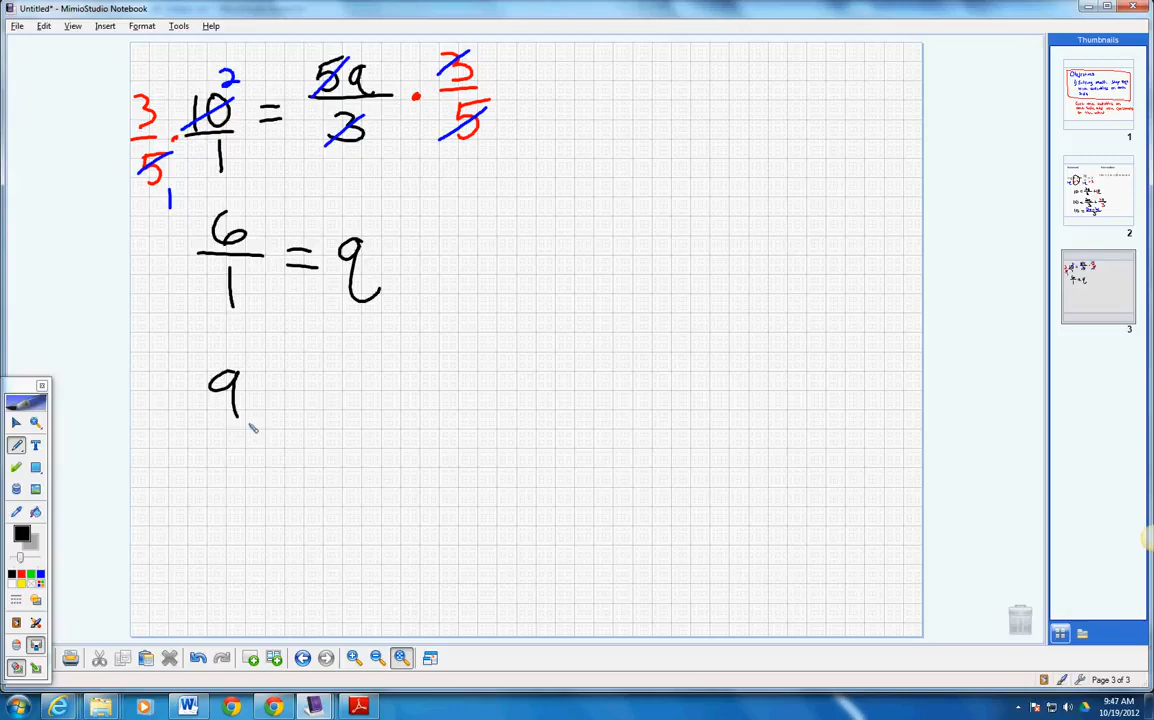 Untitled* - MimioStudio Notebook
File Edit View Insert Format Tools Help
Thumbnails
3/5 · 10/1 = 5q/3 · 3/5
2
1
6/1 = q
q
1
2
3
Page 3 of 3
9:47 AM
10/19/2012